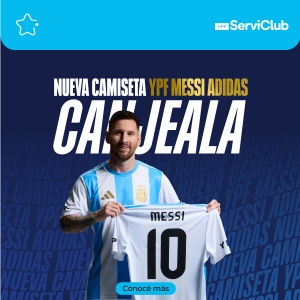 YPF ServiClub
NUEVA CAMISETA YPF MESSI ADIDAS
CANJEALA
MESSI
10
Conocé más